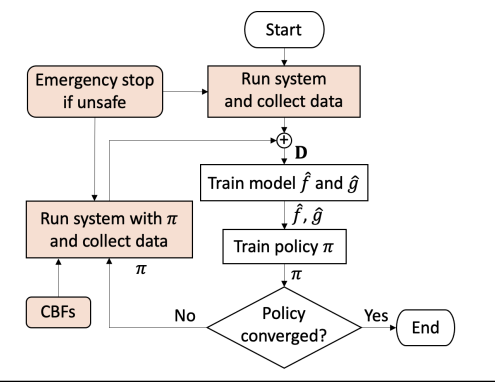 Start
Emergency stop
if unsafe
Run system
and collect data
+
D
Train model f̂ and ĝ
f̂, ĝ
Run system with π
and collect data
Train policy π
π
π
CBFs
No
Policy
converged?
Yes
End